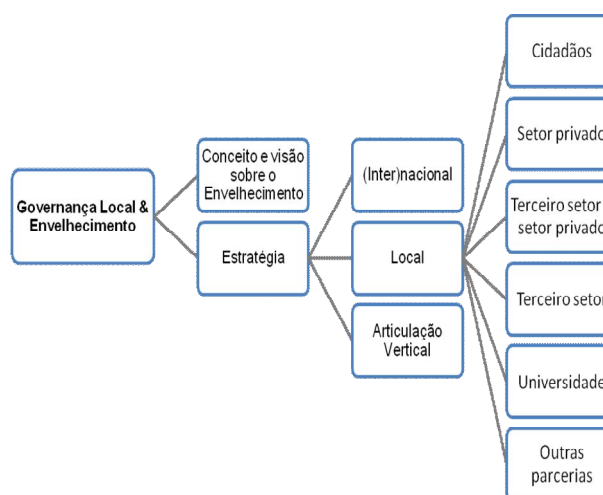 Governança Local &
Envelhecimento
Conceito e visão
sobre o
Envelhecimento
Estratégia
(Inter)nacional
Local
Articulação
Vertical
Cidadãos
Setor privado
Terceiro setor
setor privado
Terceiro setor
Universidade
Outras
parcerias